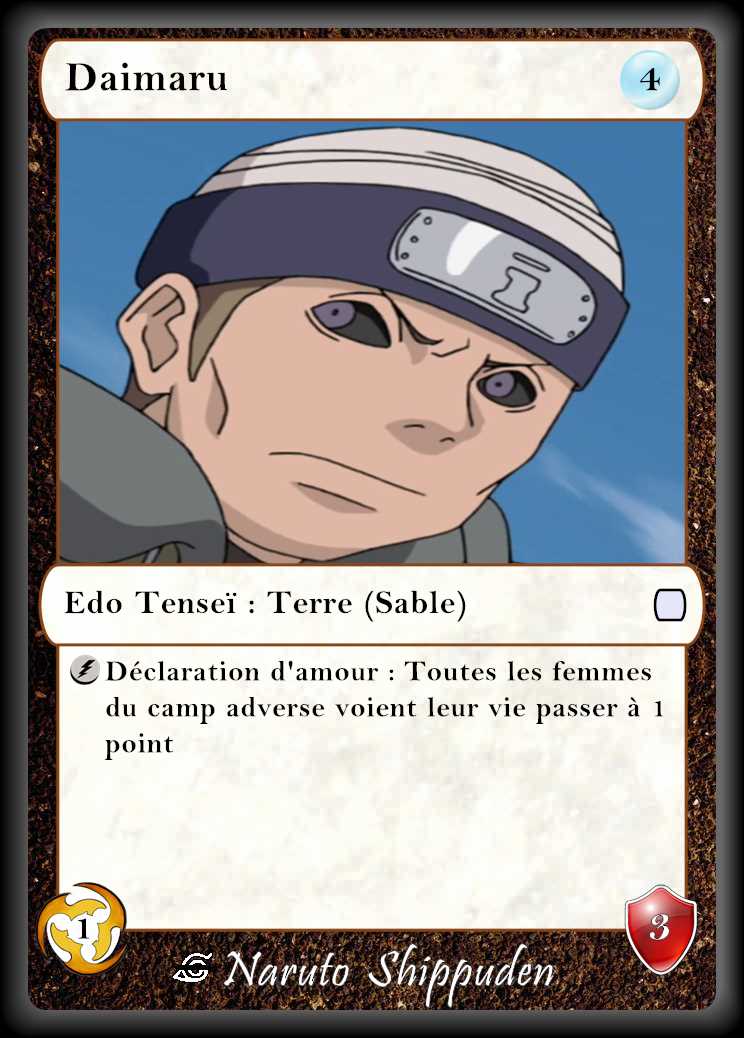 Daimaru
4
Edo Tenseï : Terre (Sable)
Déclaration d'amour : Toutes les femmes
du camp adverse voient leur vie passer à 1
point
1
3
Naruto Shippuden